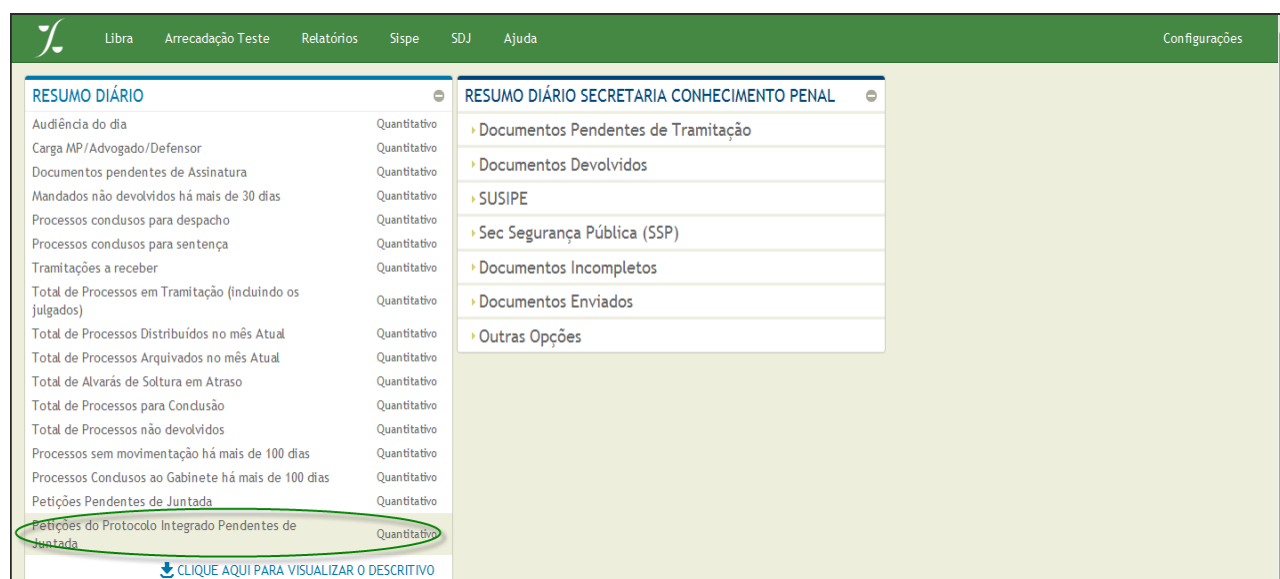 Libra Arrecadação Teste Relatórios Sispe SDJ Ajuda Configurações
RESUMO DIÁRIO
Audiência do dia Quantitativo
Carga MP/Advogado/Defensor Quantitativo
Documentos pendentes de Assinatura Quantitativo
Mandados não devolvidos há mais de 30 dias Quantitativo
Processos conclusos para despacho Quantitativo
Processos conclusos para sentença Quantitativo
Tramitações a receber Quantitativo
Total de Processos em Tramitação (incluindo os
julgados) Quantitativo
Total de Processos Distribuídos no mês Atual Quantitativo
Total de Processos Arquivados no mês Atual Quantitativo
Total de Alvarás de Soltura em Atraso Quantitativo
Total de Processos para Conclusão Quantitativo
Total de Processos não devolvidos Quantitativo
Processos sem movimentação há mais de 100 dias Quantitativo
Processos Conclusos ao Gabinete há mais de 100 dias Quantitativo
Petições Pendentes de Juntada Quantitativo
Petições do Protocolo Integrado Pendentes de
Juntada Quantitativo
CLIQUE AQUI PARA VISUALIZAR O DESCRITIVO
RESUMO DIÁRIO SECRETARIA CONHECIMENTO PENAL
Documentos Pendentes de Tramitação
Documentos Devolvidos
SUSIPE
Sec Segurança Pública (SSP)
Documentos Incompletos
Documentos Enviados
Outras Opções